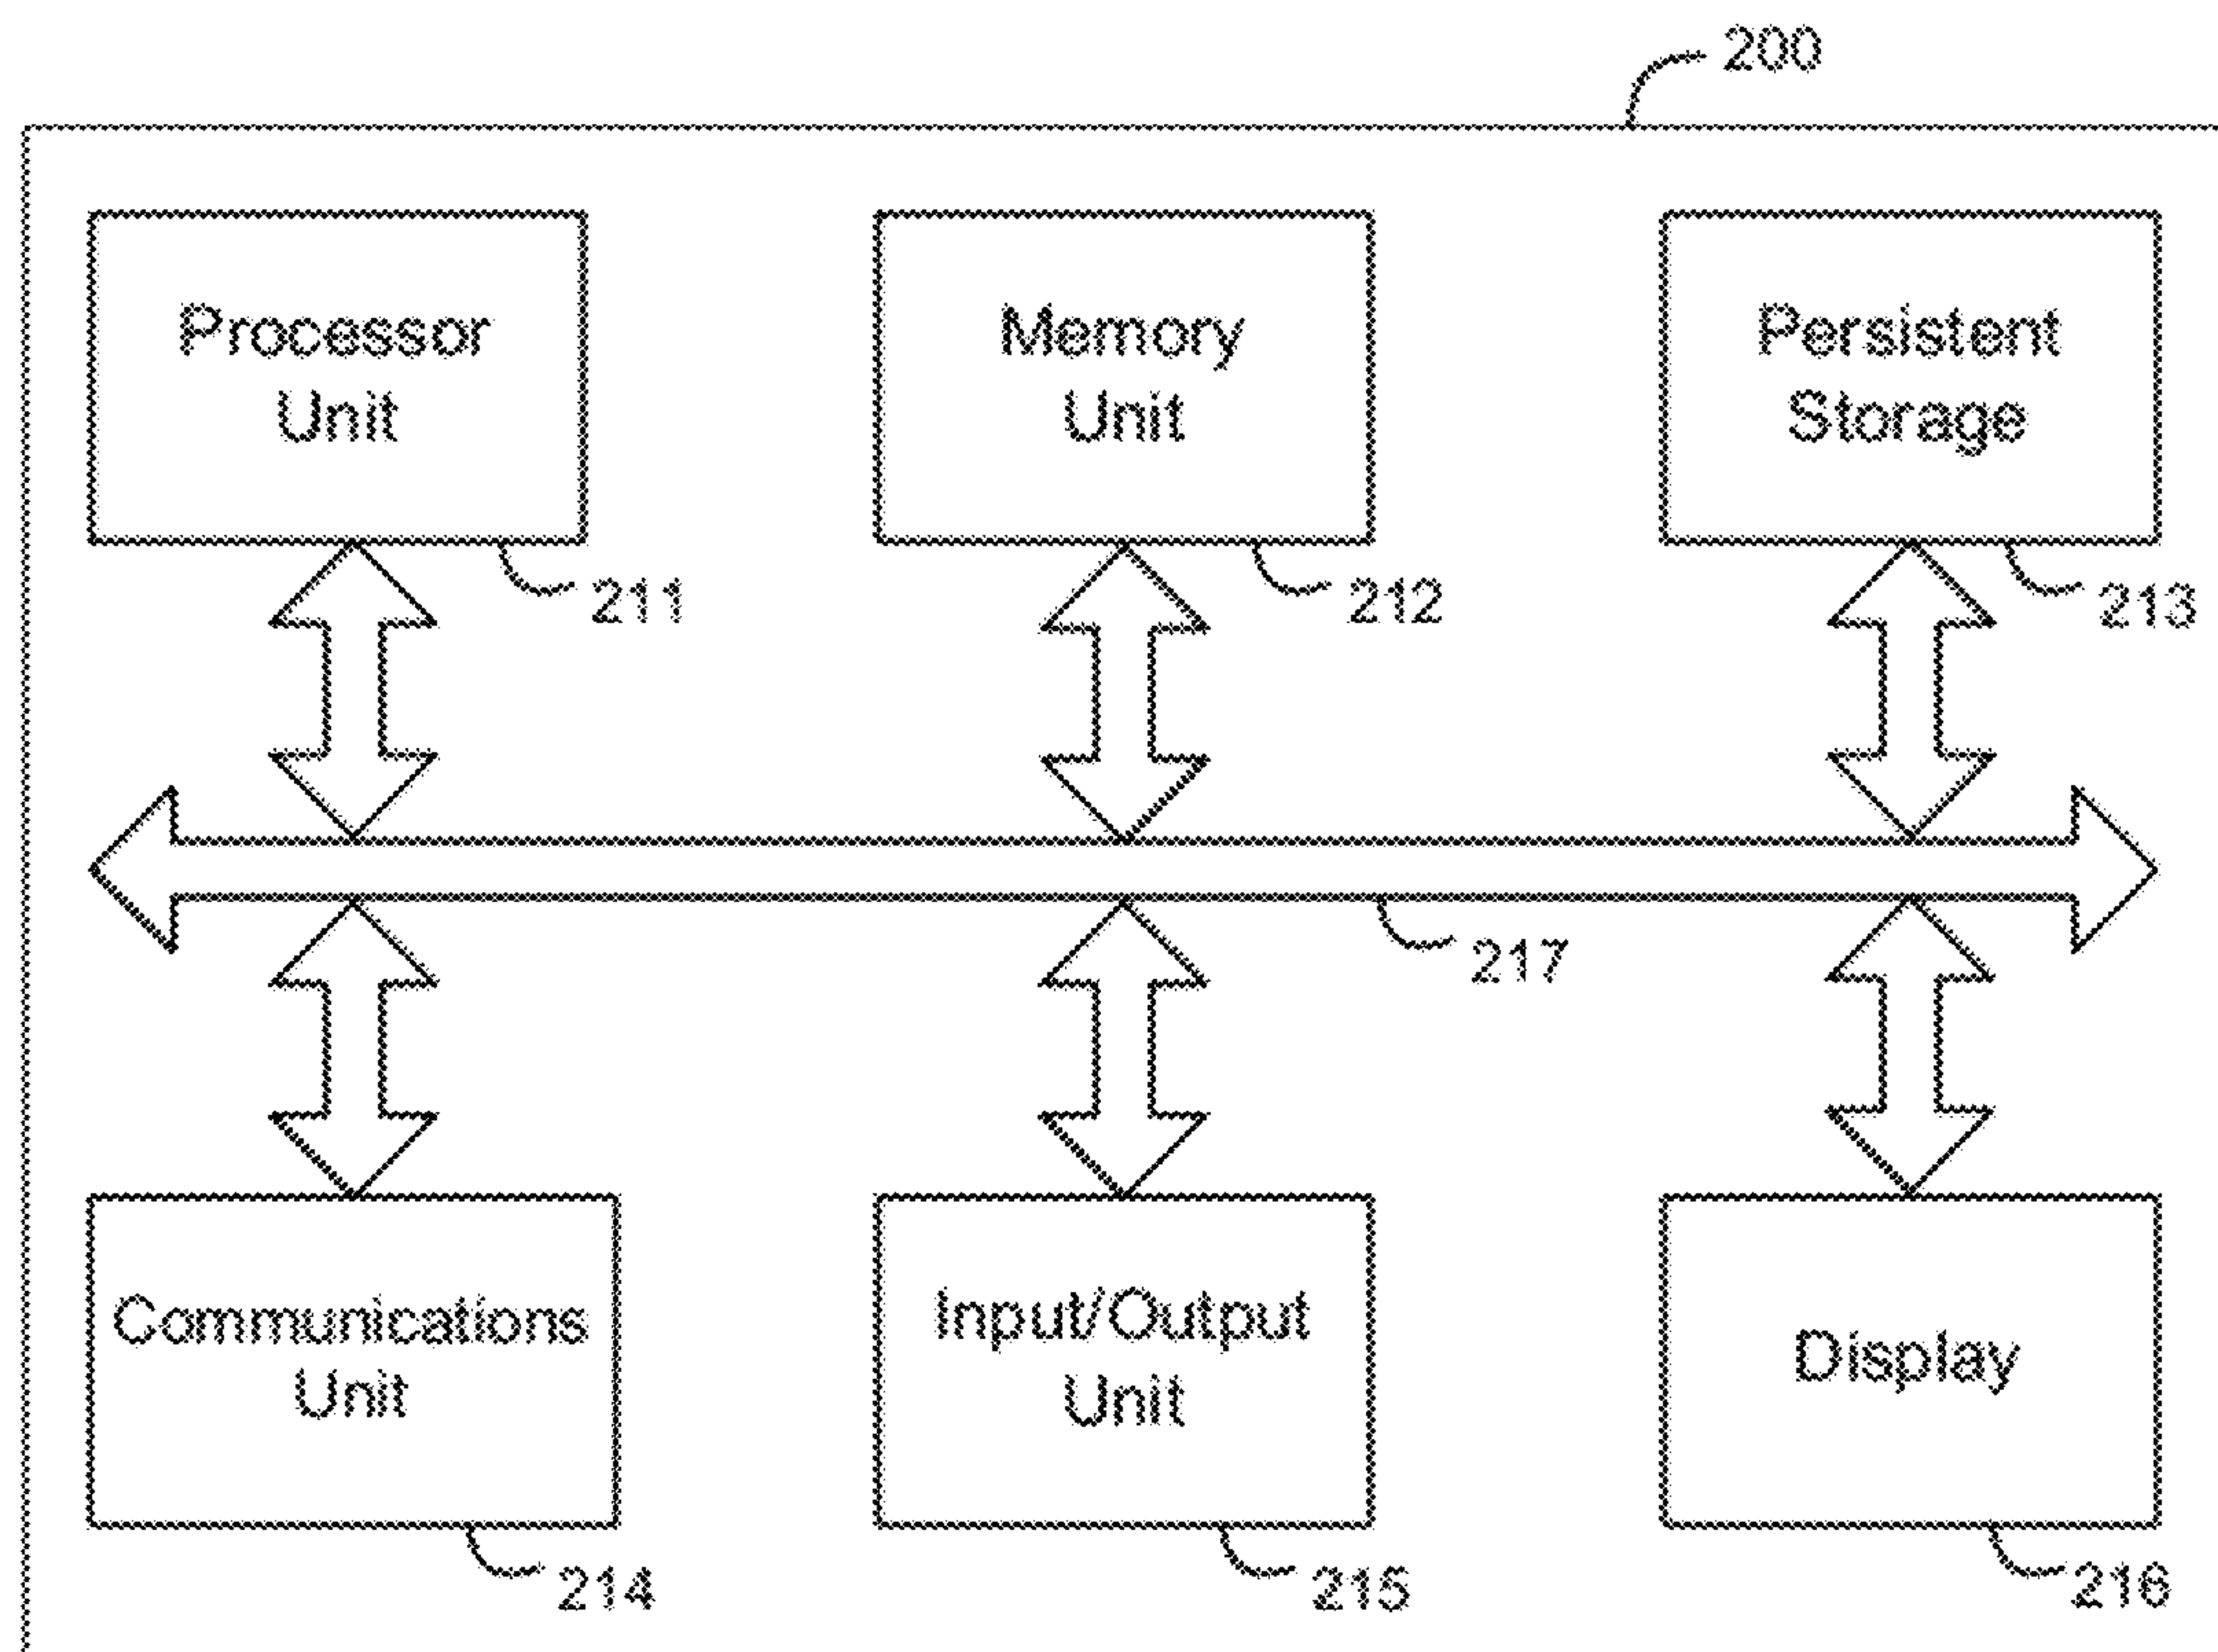 200
Processor
Unit
Memory
Unit
Persistent
Storage
211
212
213
217
Communications
Unit
Input/Output
Unit
Display
214
215
216